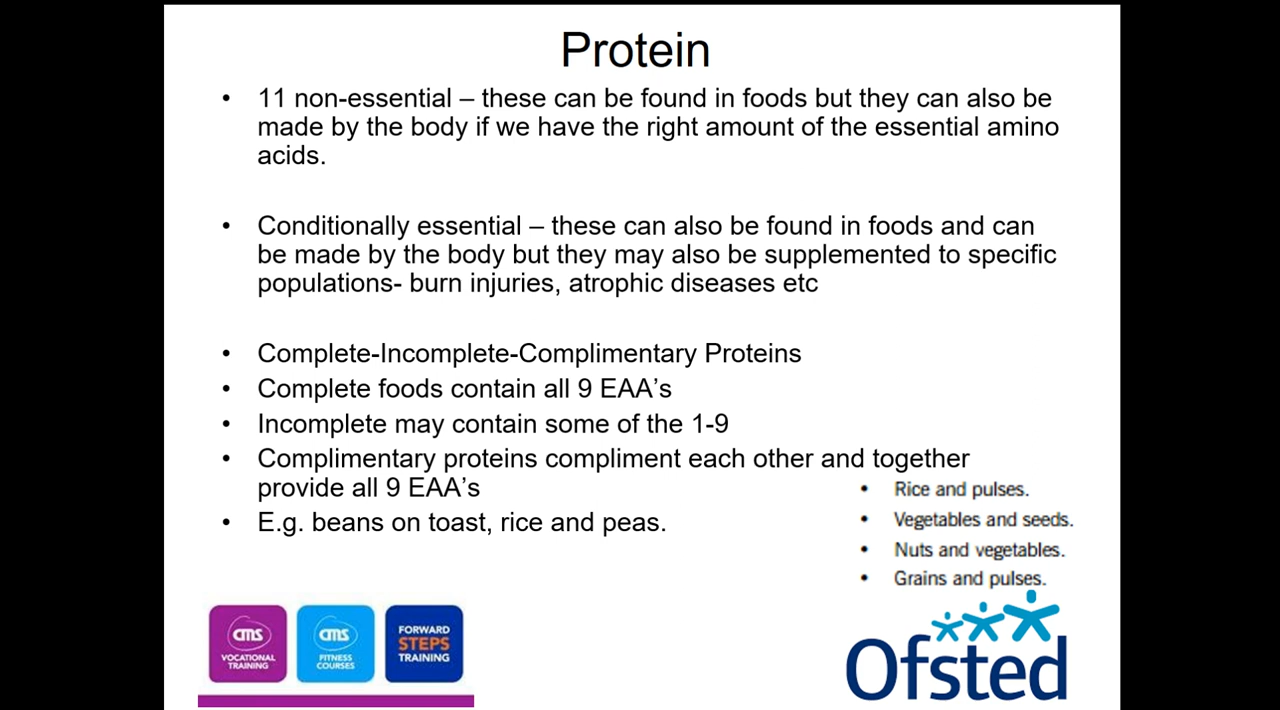 Protein
• 11 non-essential – these can be found in foods but they can also be
made by the body if we have the right amount of the essential amino
acids.
• Conditionally essential – these can also be found in foods and can
be made by the body but they may also be supplemented to specific
populations- burn injuries, atrophic diseases etc
• Complete-Incomplete-Complimentary Proteins
• Complete foods contain all 9 EAA's
• Incomplete may contain some of the 1-9
• Complimentary proteins compliment each other and together
provide all 9 EAA's
• E.g. beans on toast, rice and peas.
• Rice and pulses.
• Vegetables and seeds.
• Nuts and vegetables.
• Grains and pulses.
cms
VOCATIONAL
TRAINING
cms
FITNESS
COURSES
FORWARD
STEPS
TRAINING
Ofsted